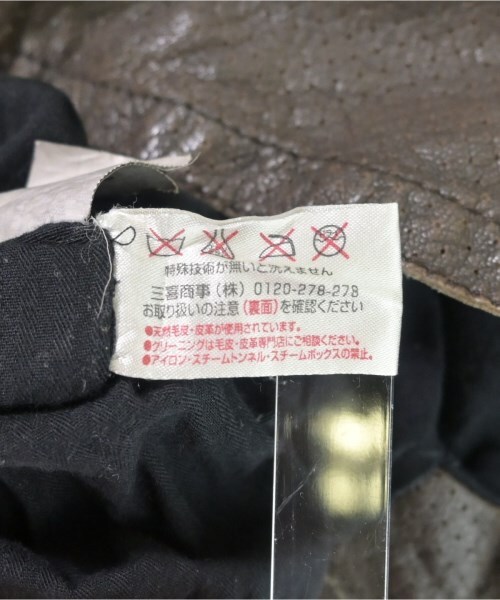 特殊技術が無いと洗えません
三喜商事（株）0120-278-278
お取り扱いの注意（裏面）を確認ください
●天然毛皮・皮革が使用されています。
●クリーニングは毛皮・皮革専門店にご相談ください。
●アイロン・スチームトンネル・スチームボックスの禁止。